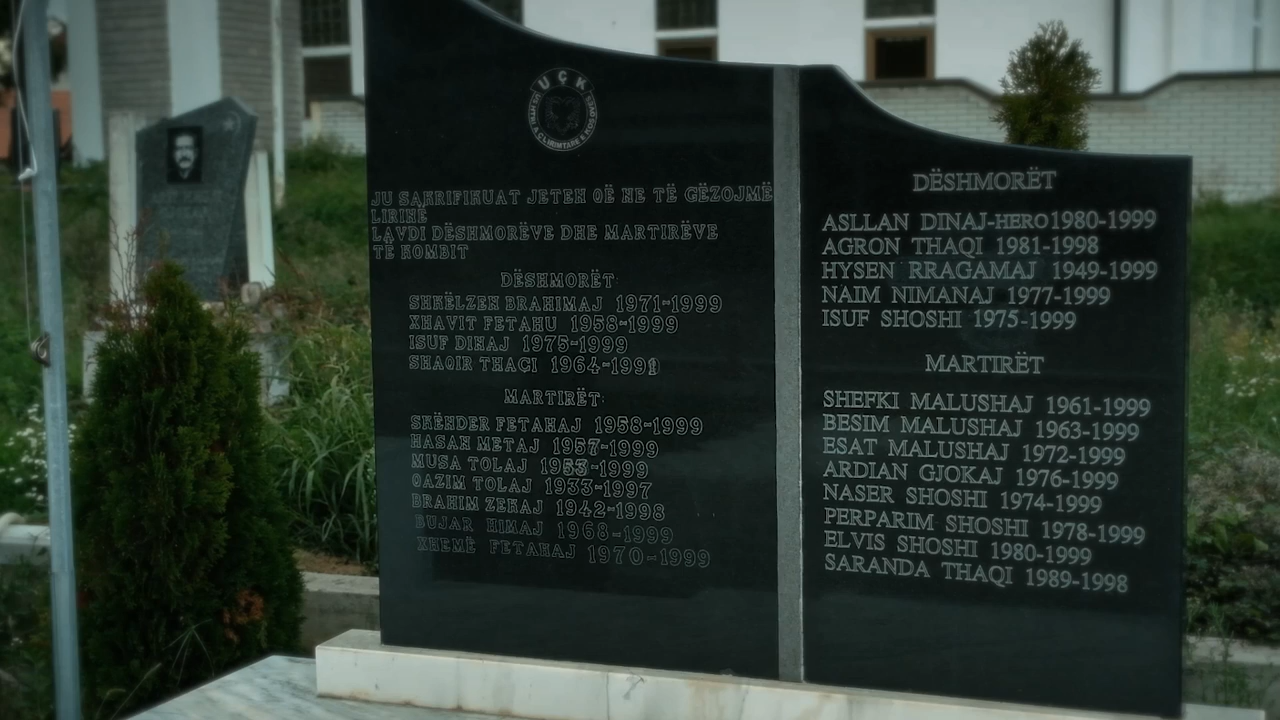 UÇK
USHTRIA ÇLIRIMTARE E KOSOVËS
JU SAKRIFIKUAT JETEN QË NE TË GËZOJMË
LIRINË
LAVDI DËSHMORËVE DHE MARTIRËVE
TË KOMBIT
DËSHMORËT:
SHKËLZEN BRAHIMAJ 1971-1999
XHAVIT FETAHU 1958-1999
ISUF DINAJ 1975-1999
SHAQIR THACI 1964-1999
MARTIRËT:
SKËNDER FETAHAJ 1958-1999
HASAN METAJ 1957-1999
MUSA TOLAJ 1953-1999
QAZIM TOLAJ 1933-1997
BRAHIM ZEKAJ 1942-1998
BUJAR HIMAJ 1968-1999
XHEMË FETAHAJ 1970-1999
DËSHMORËT
ASLLAN DINAJ-HERO1980-1999
AGRON THAQI 1981-1998
HYSEN RRAGAMAJ 1949-1999
NAIM NIMANAJ 1977-1999
ISUF SHOSHI 1975-1999
MARTIRËT
SHEFKI MALUSHAJ 1961-1999
BESIM MALUSHAJ 1963-1999
ESAT MALUSHAJ 1972-1999
ARDIAN GJOKAJ 1976-1999
NASER SHOSHI 1974-1999
PERPARIM SHOSHI 1978-1999
ELVIS SHOSHI 1980-1999
SARANDA THAQI 1989-1998